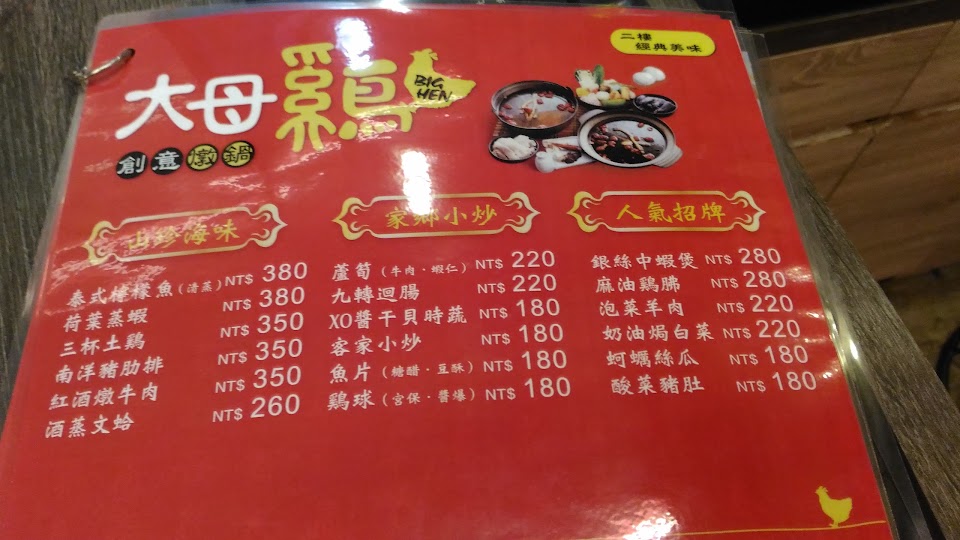 二樓
經典美味
大母雞
BIG
HEN
創意燉鍋
山珍海味
泰式檸檬魚(清蒸) NT$ 380
荷葉蒸蝦 NT$ 380
三杯土鷄 NT$ 350
南洋豬肋排 NT$ 350
紅酒燉牛肉 NT$ 350
酒蒸文蛤 NT$ 260
家鄉小炒
蘆筍(牛肉·蝦仁) NT$ 220
九轉迴腸 NT$ 220
XO醬干貝時蔬 NT$ 180
客家小炒 NT$ 180
魚片(糖醋·豆酥) NT$ 180
鷄球(宮保·醬爆) NT$ 180
人氣招牌
銀絲中蝦煲 NT$ 280
麻油鷄腓 NT$ 280
泡菜羊肉 NT$ 220
奶油焗白菜 NT$ 220
蚵蠣絲瓜 NT$ 180
酸菜豬肚 NT$ 180